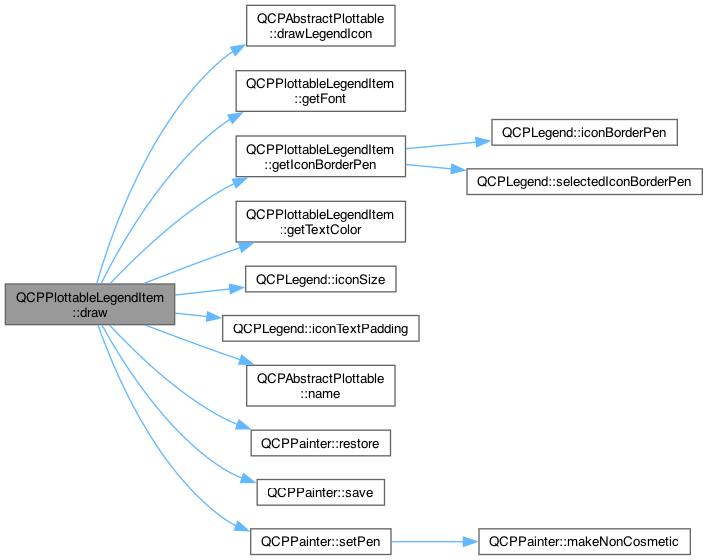 QCPAbstractPlottable
::drawLegendIcon
QCPPlottableLegendItem
::getFont
QCPPlottableLegendItem
::getIconBorderPen
QCPLegend::iconBorderPen
QCPLegend::selectedIconBorderPen
QCPPlottableLegendItem
::getTextColor
QCPPlottableLegendItem
::draw
QCPLegend::iconSize
QCPLegend::iconTextPadding
QCPAbstractPlottable
::name
QCPPainter::restore
QCPPainter::save
QCPPainter::setPen
QCPPainter::makeNonCosmetic